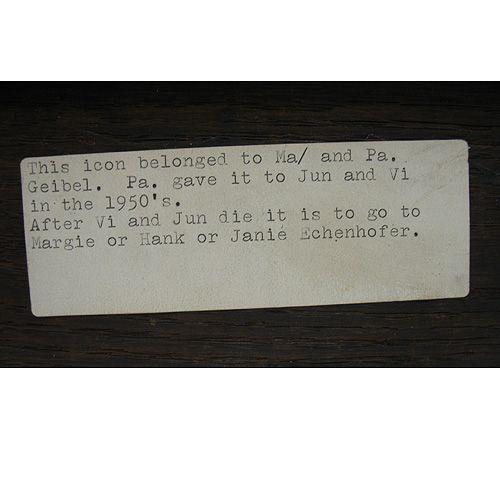 This icon belonged to Ma/ and Pa.
Geibel.  Pa. gave it to Jun and Vi
in the 1950's.
After Vi and Jun die it is to go to
Margie or Hank or Janie Echenhofer.